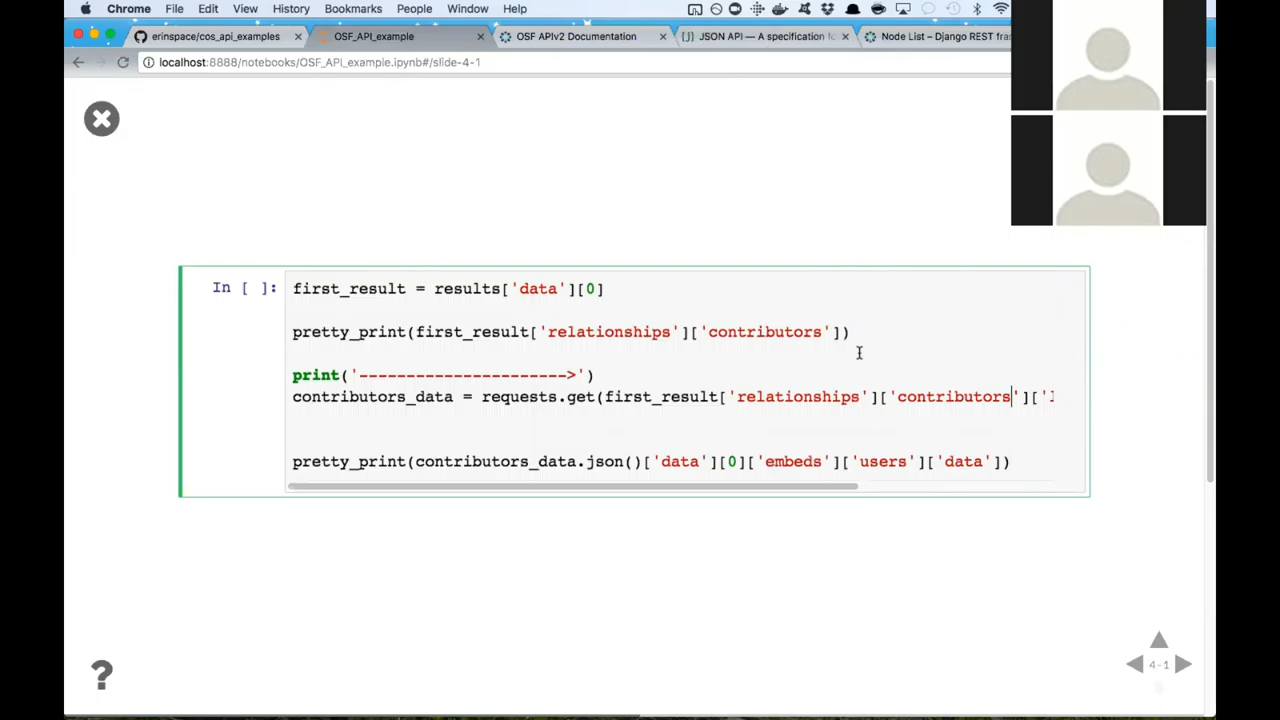 Chrome File Edit View History Bookmarks People Window Help
erinspace/cos_api_examples OSF_API_example OSF APIv2 Documentation JSON API — A specification fo Node List – Django REST fram
localhost:8888/notebooks/OSF_API_example.ipynb#/slide-4-1
In [ ]: first_result = results['data'][0]
pretty_print(first_result['relationships']['contributors'])
print('---------------------->')
contributors_data = requests.get(first_result['relationships']['contributors']['l
pretty_print(contributors_data.json()['data'][0]['embeds']['users']['data'])
?
4-1